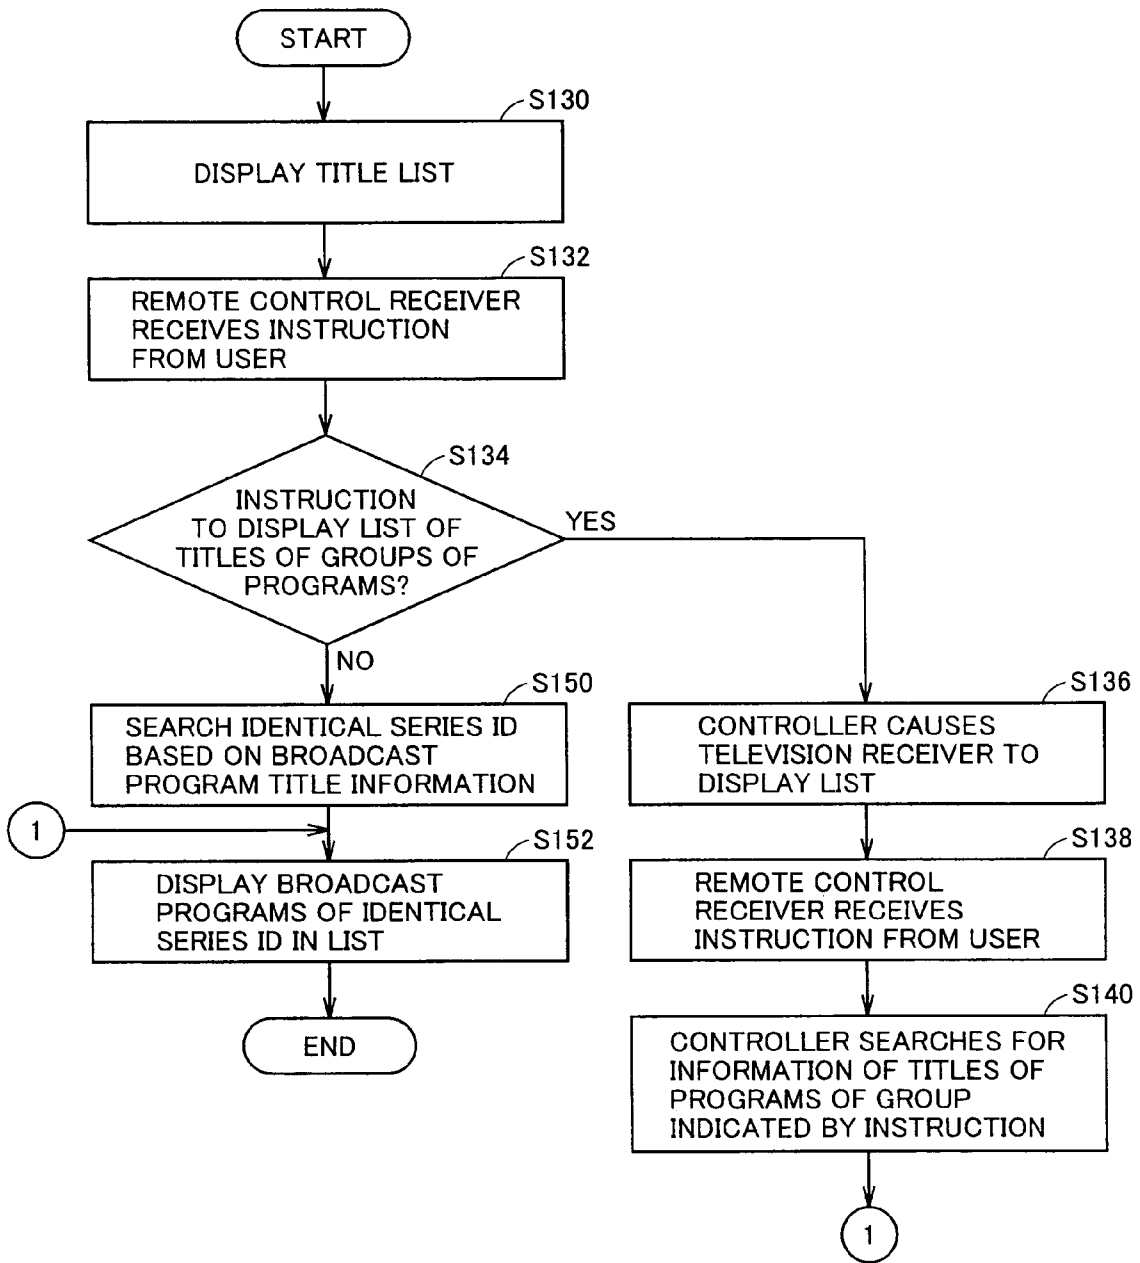 START
S130
DISPLAY TITLE LIST
S132
REMOTE CONTROL RECEIVER
RECEIVES INSTRUCTION
FROM USER
S134
INSTRUCTION
TO DISPLAY LIST OF
TITLES OF GROUPS OF
PROGRAMS?
YES
NO
S150
SEARCH IDENTICAL SERIES ID
BASED ON BROADCAST
PROGRAM TITLE INFORMATION
1
S152
DISPLAY BROADCAST
PROGRAMS OF IDENTICAL
SERIES ID IN LIST
END
S136
CONTROLLER CAUSES
TELEVISION RECEIVER TO
DISPLAY LIST
S138
REMOTE CONTROL
RECEIVER RECEIVES
INSTRUCTION FROM USER
S140
CONTROLLER SEARCHES FOR
INFORMATION OF TITLES OF
PROGRAMS OF GROUP
INDICATED BY INSTRUCTION
1